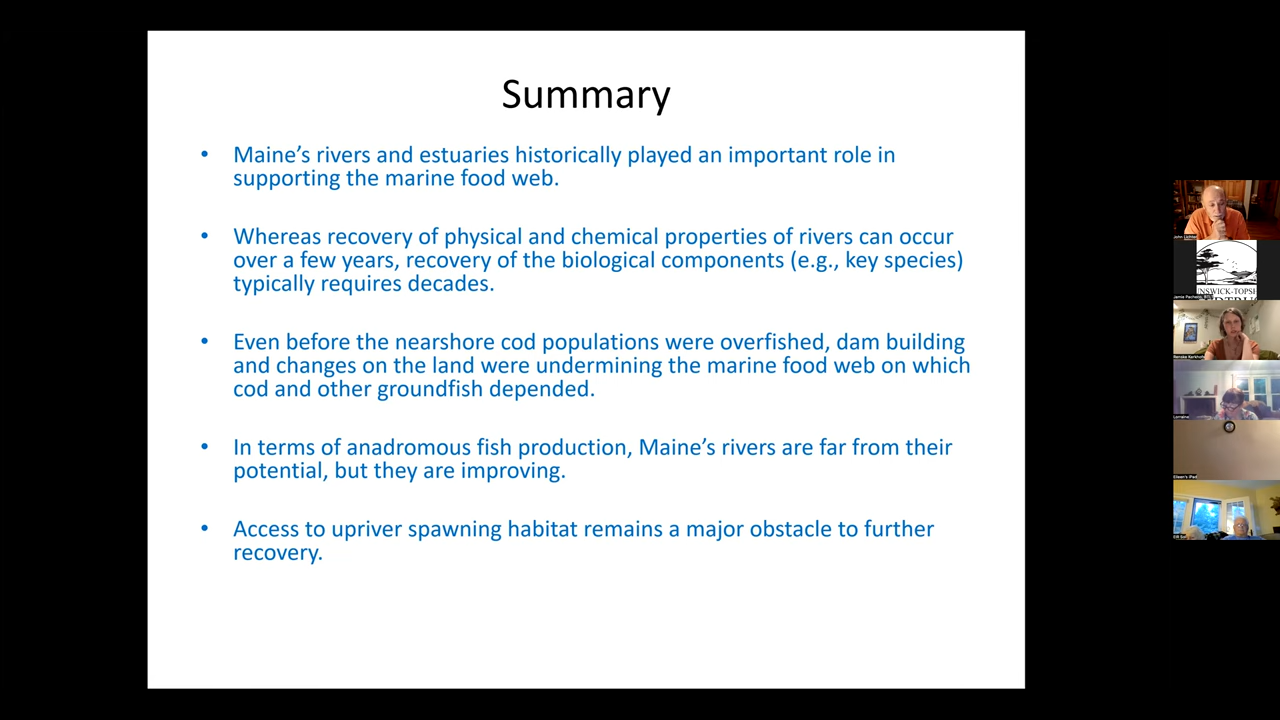 Summary
• Maine's rivers and estuaries historically played an important role in
supporting the marine food web.
• Whereas recovery of physical and chemical properties of rivers can occur
over a few years, recovery of the biological components (e.g., key species)
typically requires decades.
• Even before the nearshore cod populations were overfished, dam building
and changes on the land were undermining the marine food web on which
cod and other groundfish depended.
• In terms of anadromous fish production, Maine's rivers are far from their
potential, but they are improving.
• Access to upriver spawning habitat remains a major obstacle to further
recovery.
NSWICK-TOPSH
Lorraine
Eileen's iPad